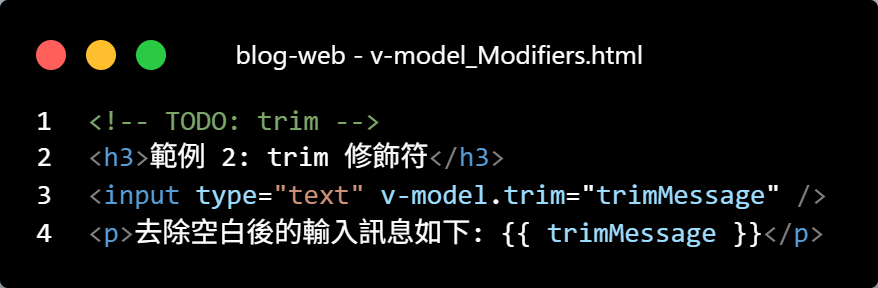 blog-web - v-model_Modifiers.html
1 <!-- TODO: trim -->
2 <h3>範例 2: trim 修飾符</h3>
3 <input type="text" v-model.trim="trimMessage" />
4 <p>去除空白後的輸入訊息如下: {{ trimMessage }}</p>